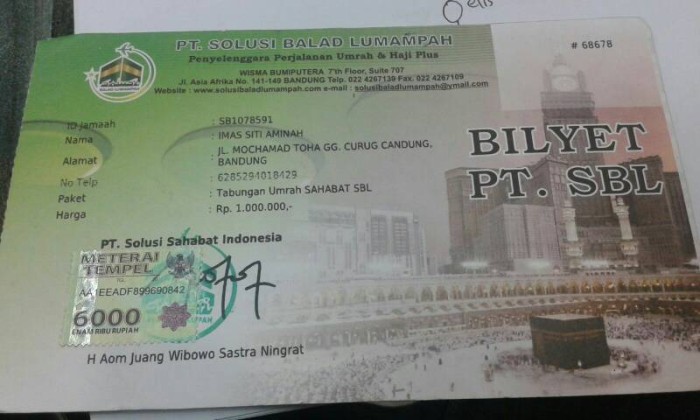 Qelis
PT. SOLUSI BALAD LUMAMPAH
Penyelenggara Perjalanan Umrah & Haji Plus
# 68678
WISMA BUMIPUTERA 7'th Floor, Suite 707
Jl. Asia Afrika No. 141-149 BANDUNG Telp. 022 4267139 Fax. 022 4267109
Website : www.solusibaladlumampah.com e-mail : solusibaladlumampah@ymail.com
ID Jamaah : SB1078591
Nama : IMAS SITI AMINAH
Alamat : JL. MOCHAMAD TOHA GG. CURUG CANDUNG, BANDUNG
No Telp : 6285294018429
Paket : Tabungan Umrah SAHABAT SBL
Harga : Rp. 1.000.000,-
BILYET
PT. SBL
PT. Solusi Sahabat Indonesia
METERAI
TEMPEL
AA1EEADF899690842
6000
ENAM RIBU RUPIAH
H Aom Juang Wibowo Sastra Ningrat